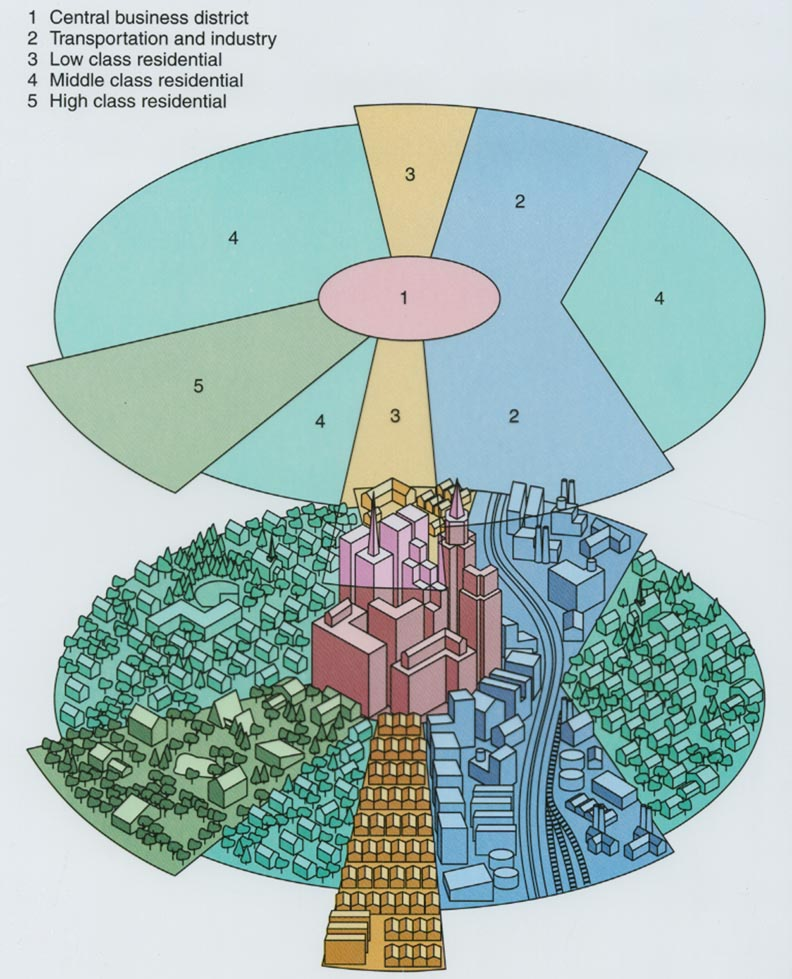 1 Central business district
2 Transportation and industry
3 Low class residential
4 Middle class residential
5 High class residential
3
2
4
1
4
5
4
3
2